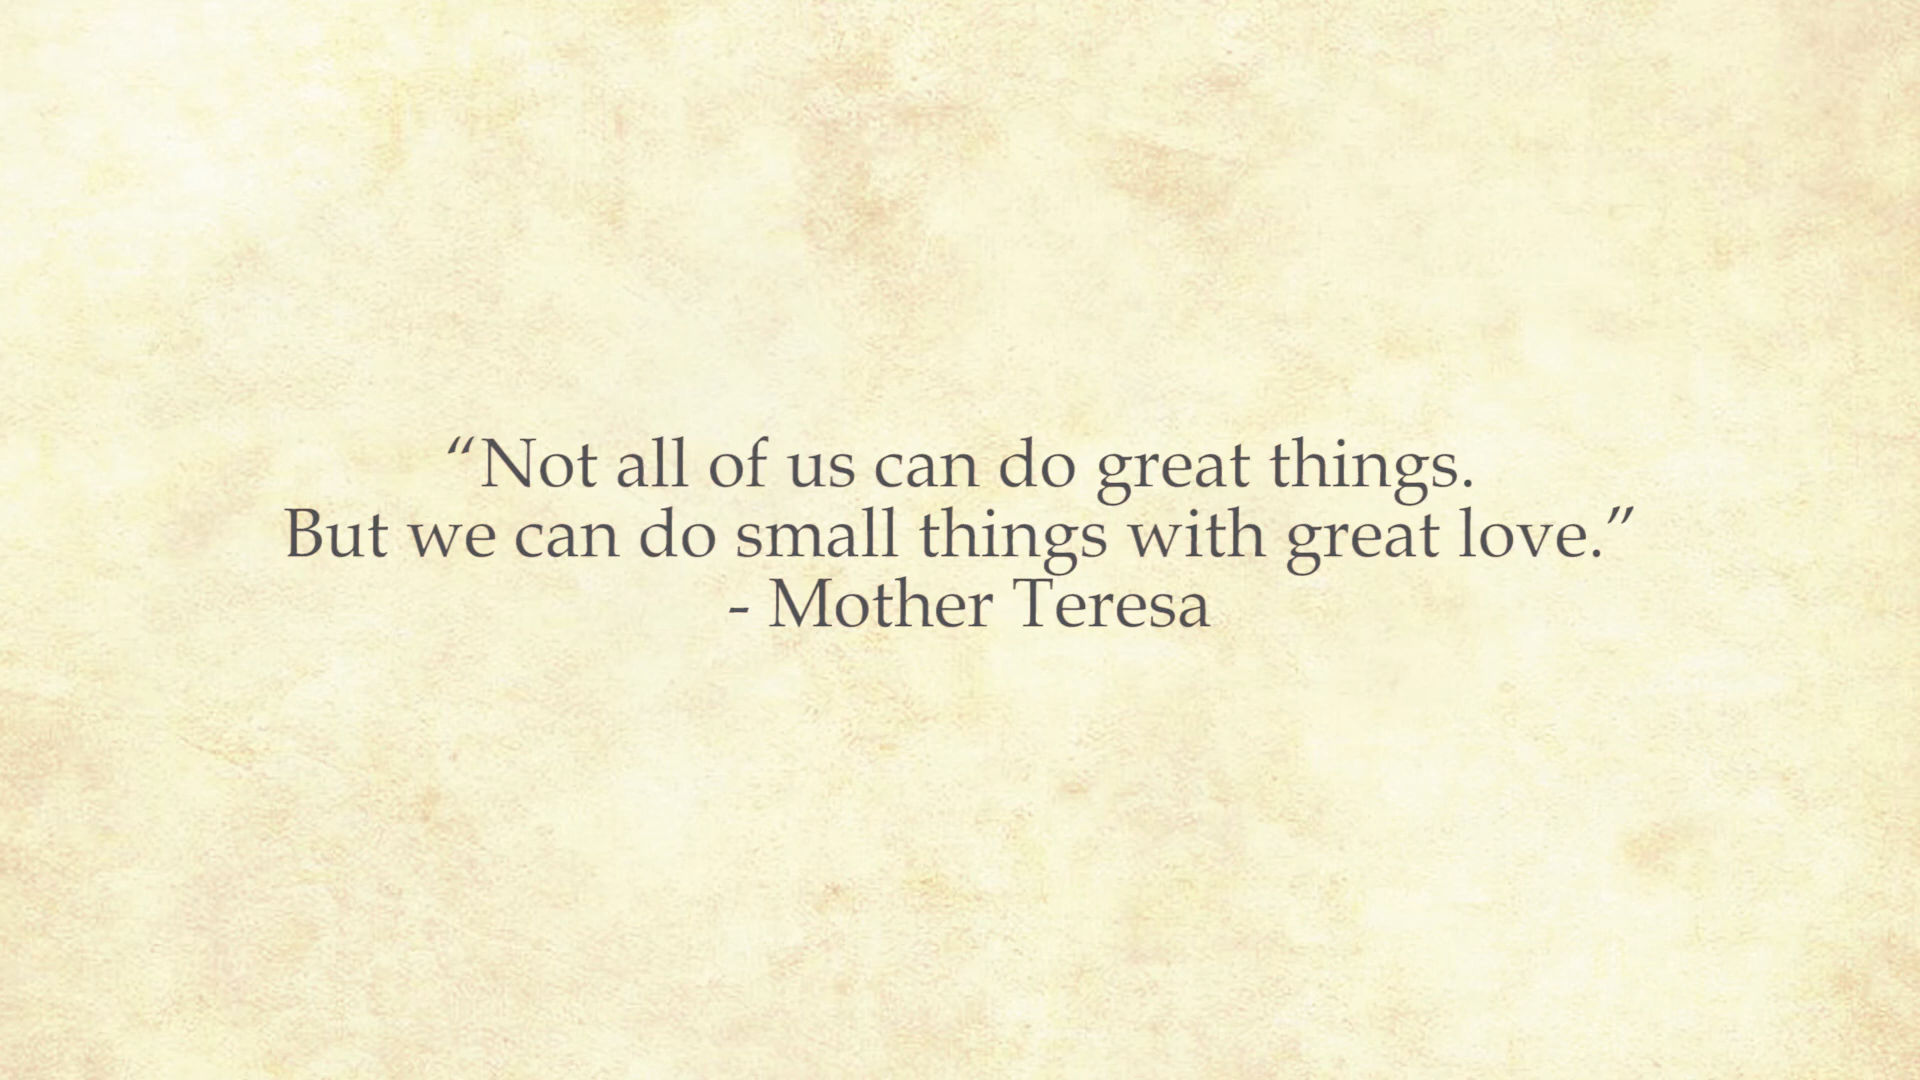 “Not all of us can do great things.
But we can do small things with great love.”
- Mother Teresa